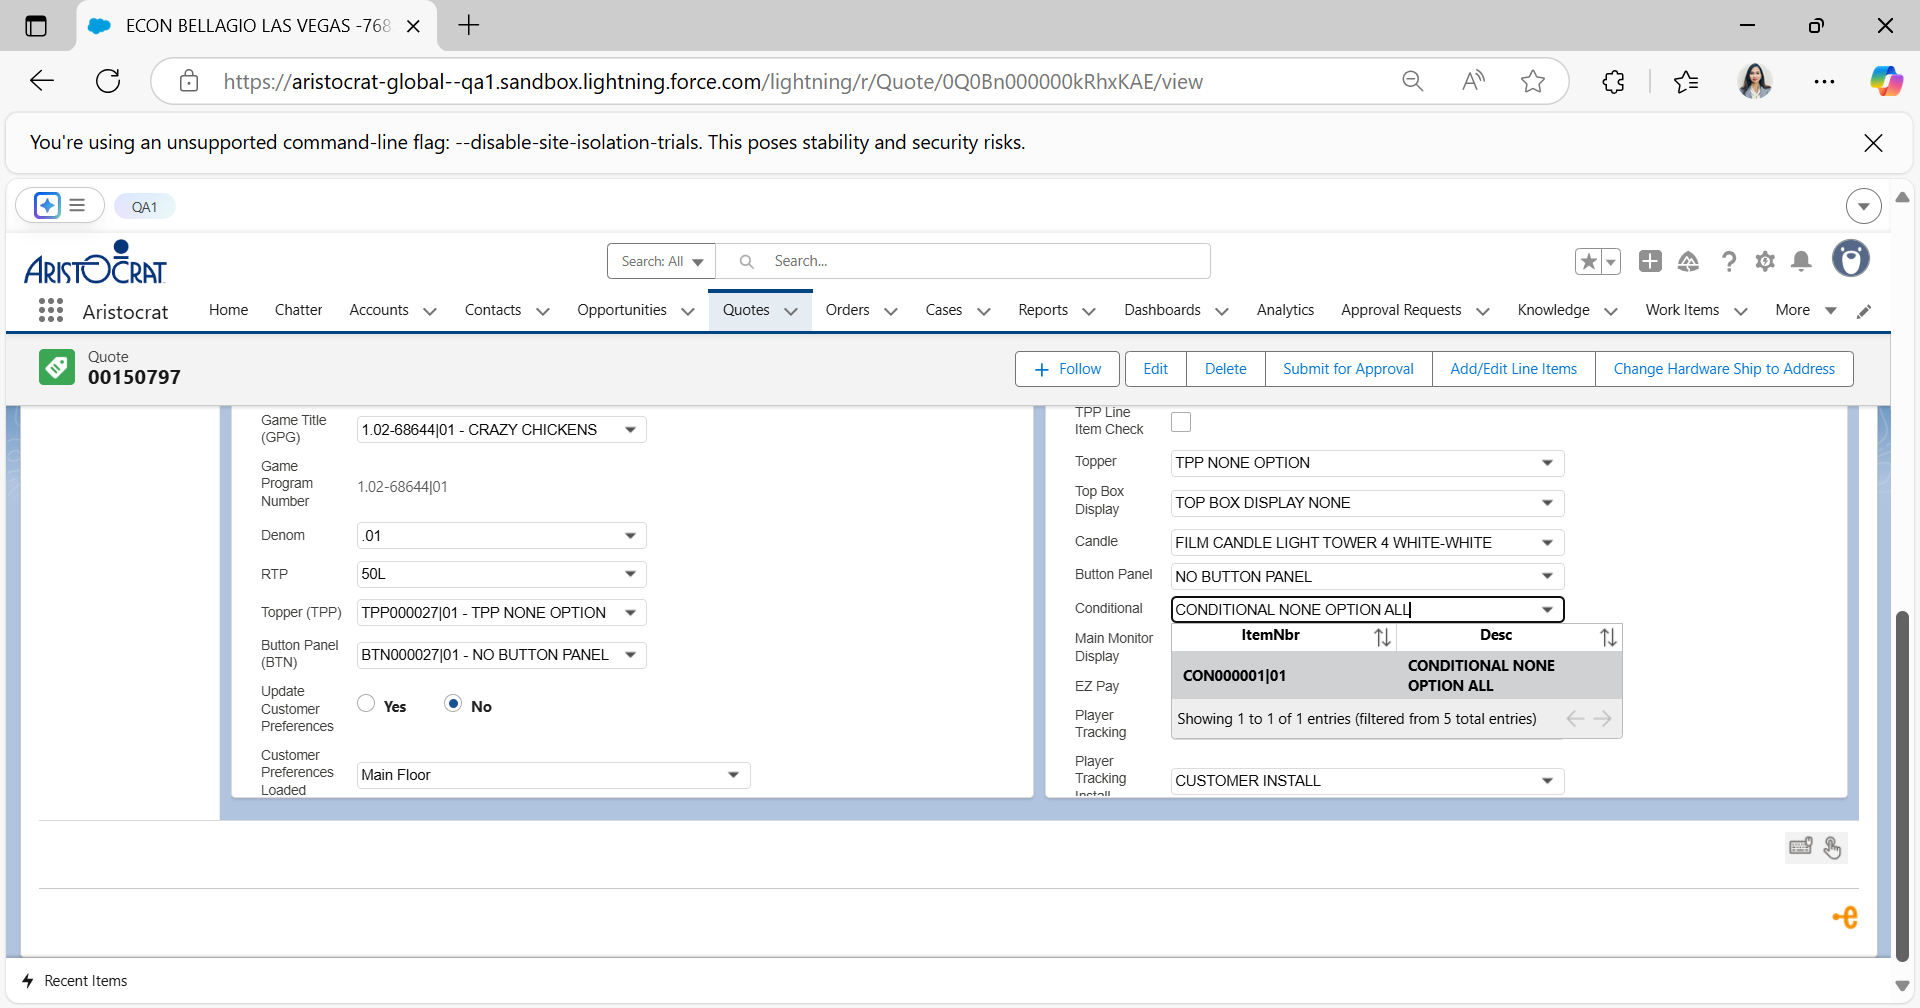 ECON BELLAGIO LAS VEGAS -768
https://aristocrat-global--qa1.sandbox.lightning.force.com/lightning/r/Quote/0Q0Bn000000kRhxKAE/view
You're using an unsupported command-line flag: --disable-site-isolation-trials. This poses stability and security risks.
QA1
ARISTOCRAT
Search: All
Search...
Aristocrat
Home
Chatter
Accounts
Contacts
Opportunities
Quotes
Orders
Cases
Reports
Dashboards
Analytics
Approval Requests
Knowledge
Work Items
More
Quote
00150797
Follow
Edit
Delete
Submit for Approval
Add/Edit Line Items
Change Hardware Ship to Address
Game Title
(GPG)
1.02-68644|01 - CRAZY CHICKENS
Game
Program
Number
1.02-68644|01
Denom
.01
RTP
50L
Topper (TPP)
TPP000027|01 - TPP NONE OPTION
Button Panel
(BTN)
BTN000027|01 - NO BUTTON PANEL
Update
Customer
Preferences
Yes
No
Customer
Preferences
Loaded
Main Floor
TPP Line
Item Check
Topper
TPP NONE OPTION
Top Box
Display
TOP BOX DISPLAY NONE
Candle
FILM CANDLE LIGHT TOWER 4 WHITE-WHITE
Button Panel
NO BUTTON PANEL
Conditional
CONDITIONAL NONE OPTION ALL
ItemNbr
Desc
CON000001|01
CONDITIONAL NONE
OPTION ALL
Showing 1 to 1 of 1 entries (filtered from 5 total entries)
Main Monitor
Display
EZ Pay
Player
Tracking
Player
Tracking
Install
CUSTOMER INSTALL
Recent Items